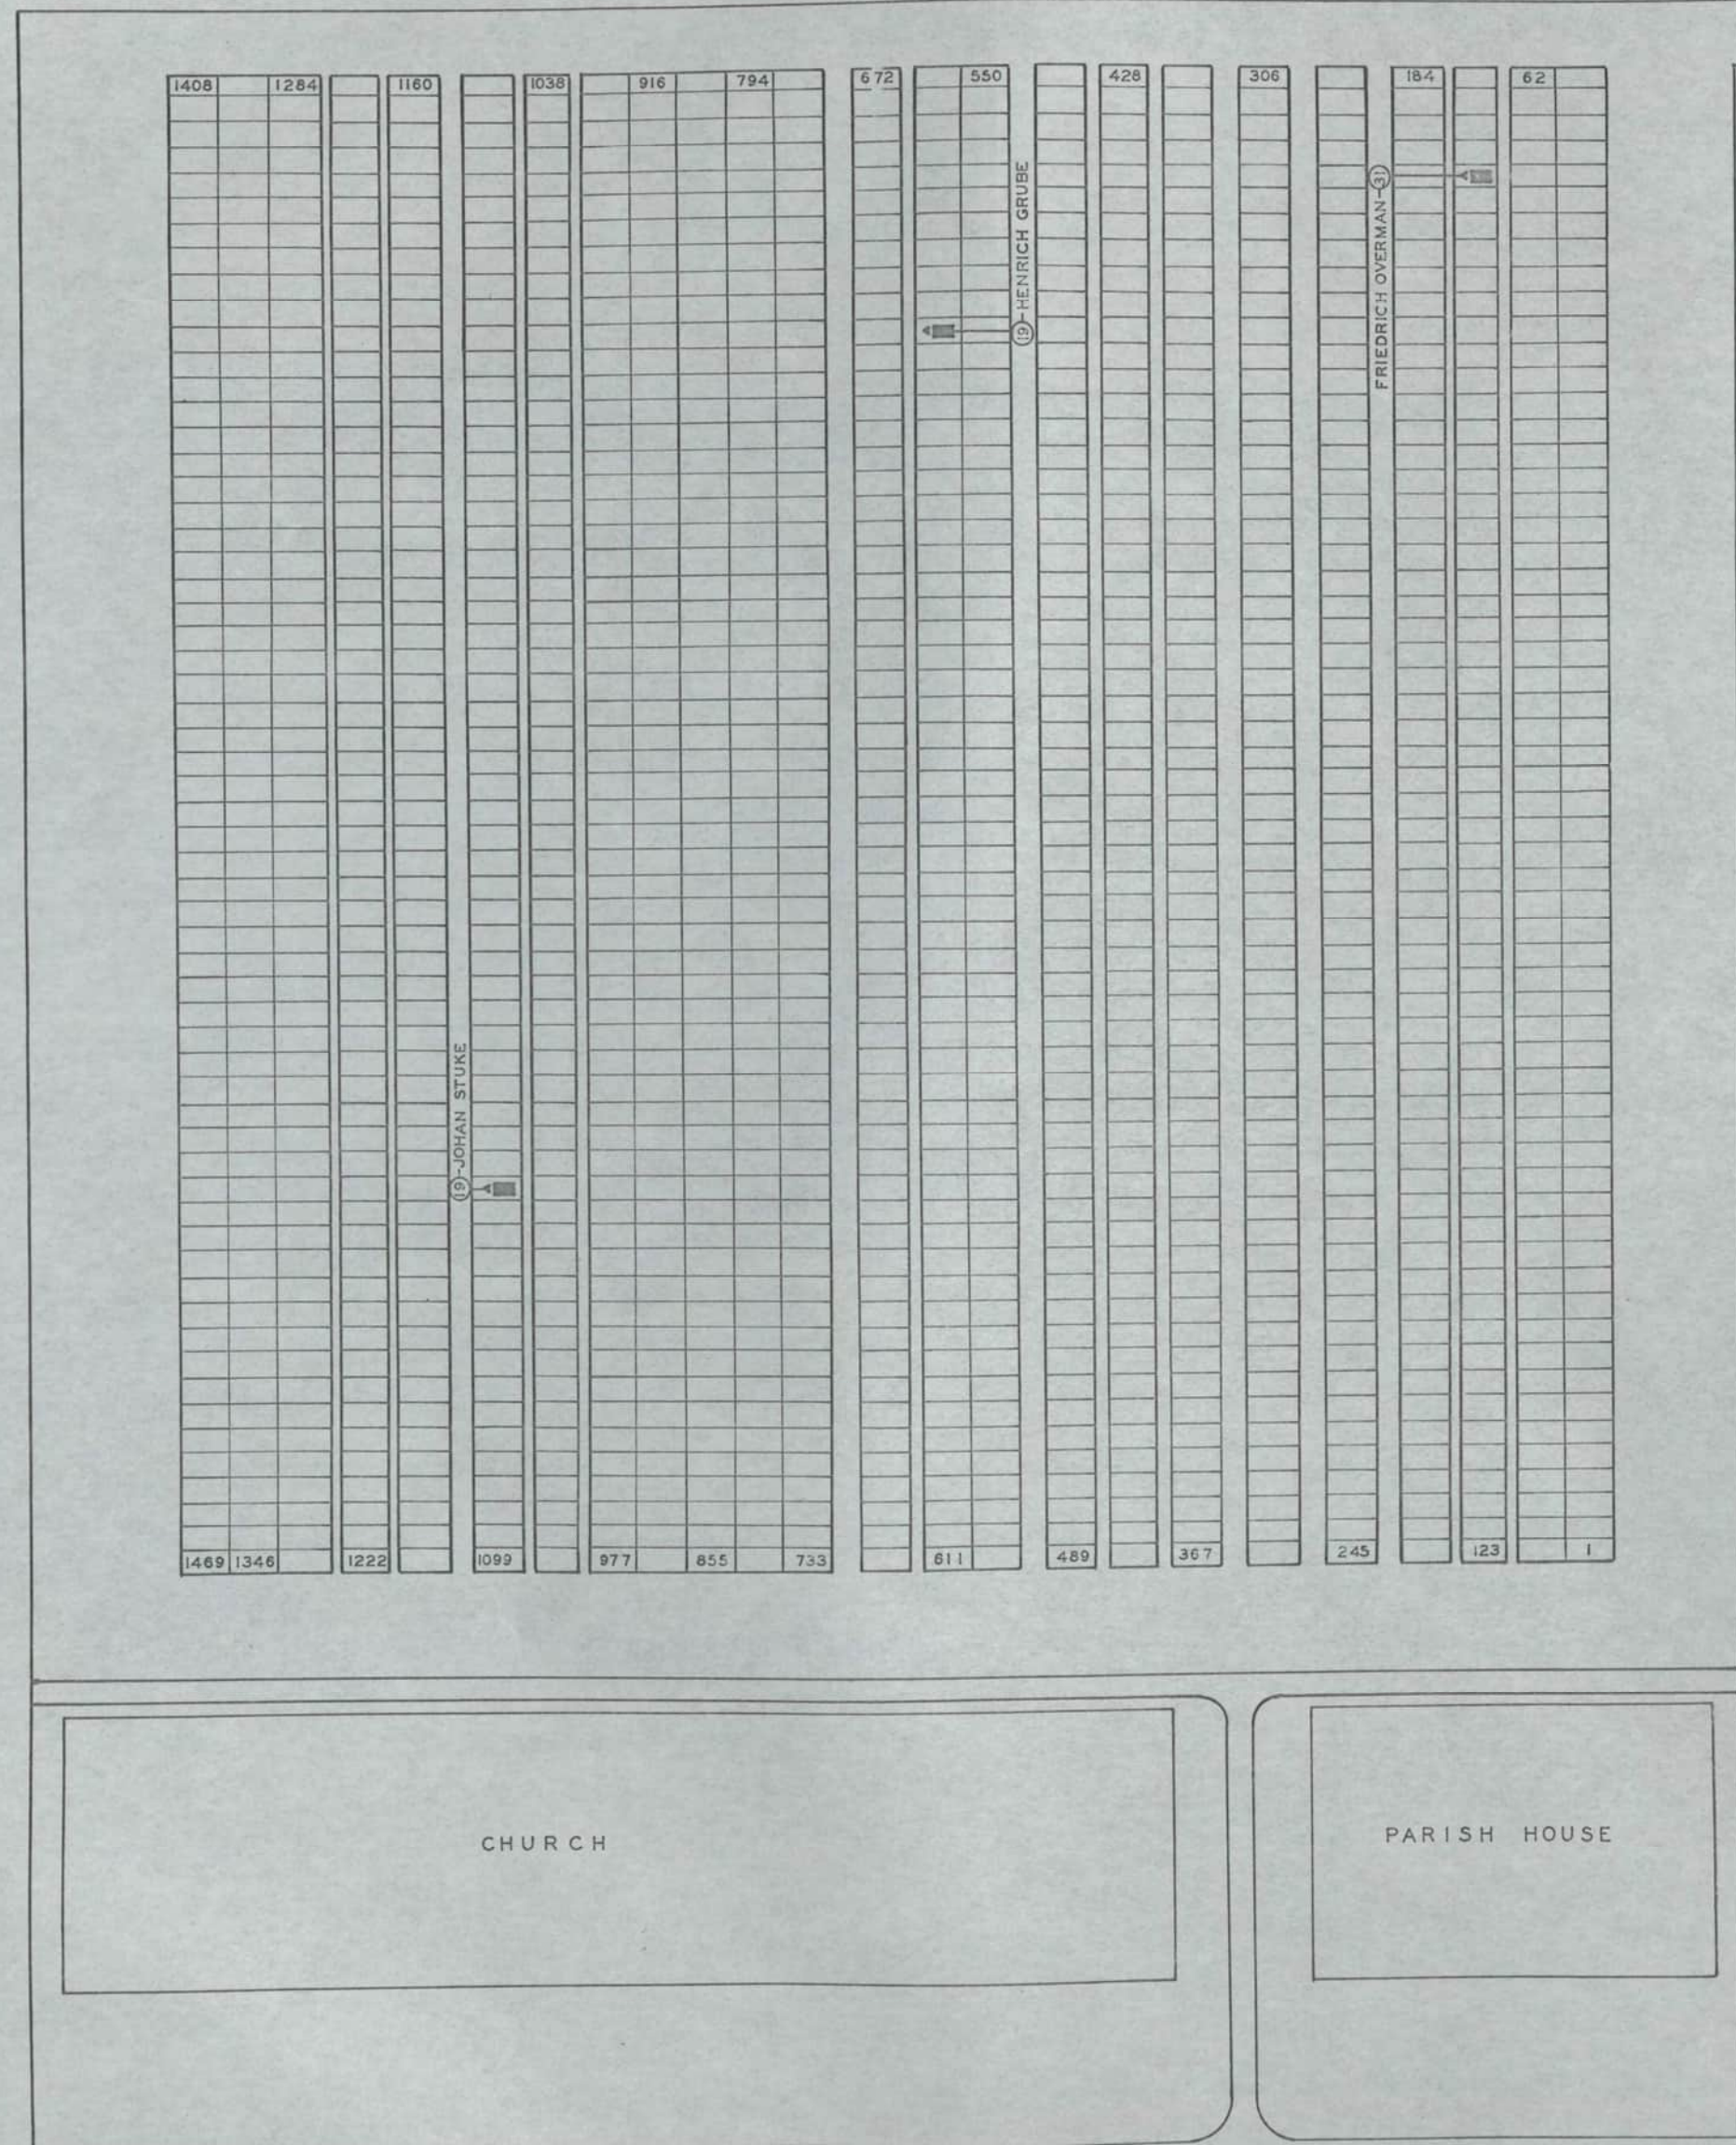 1408 1284 1160 1038 916 794 672 550 428 306 184 62
(19)-HENRICH GRUBE
FRIEDRICH OVERMAN-(31)
(19)-JOHAN STUKE
1469 1346 1222 1099 977 855 733 611 489 367 245 123 1
CHURCH
PARISH HOUSE